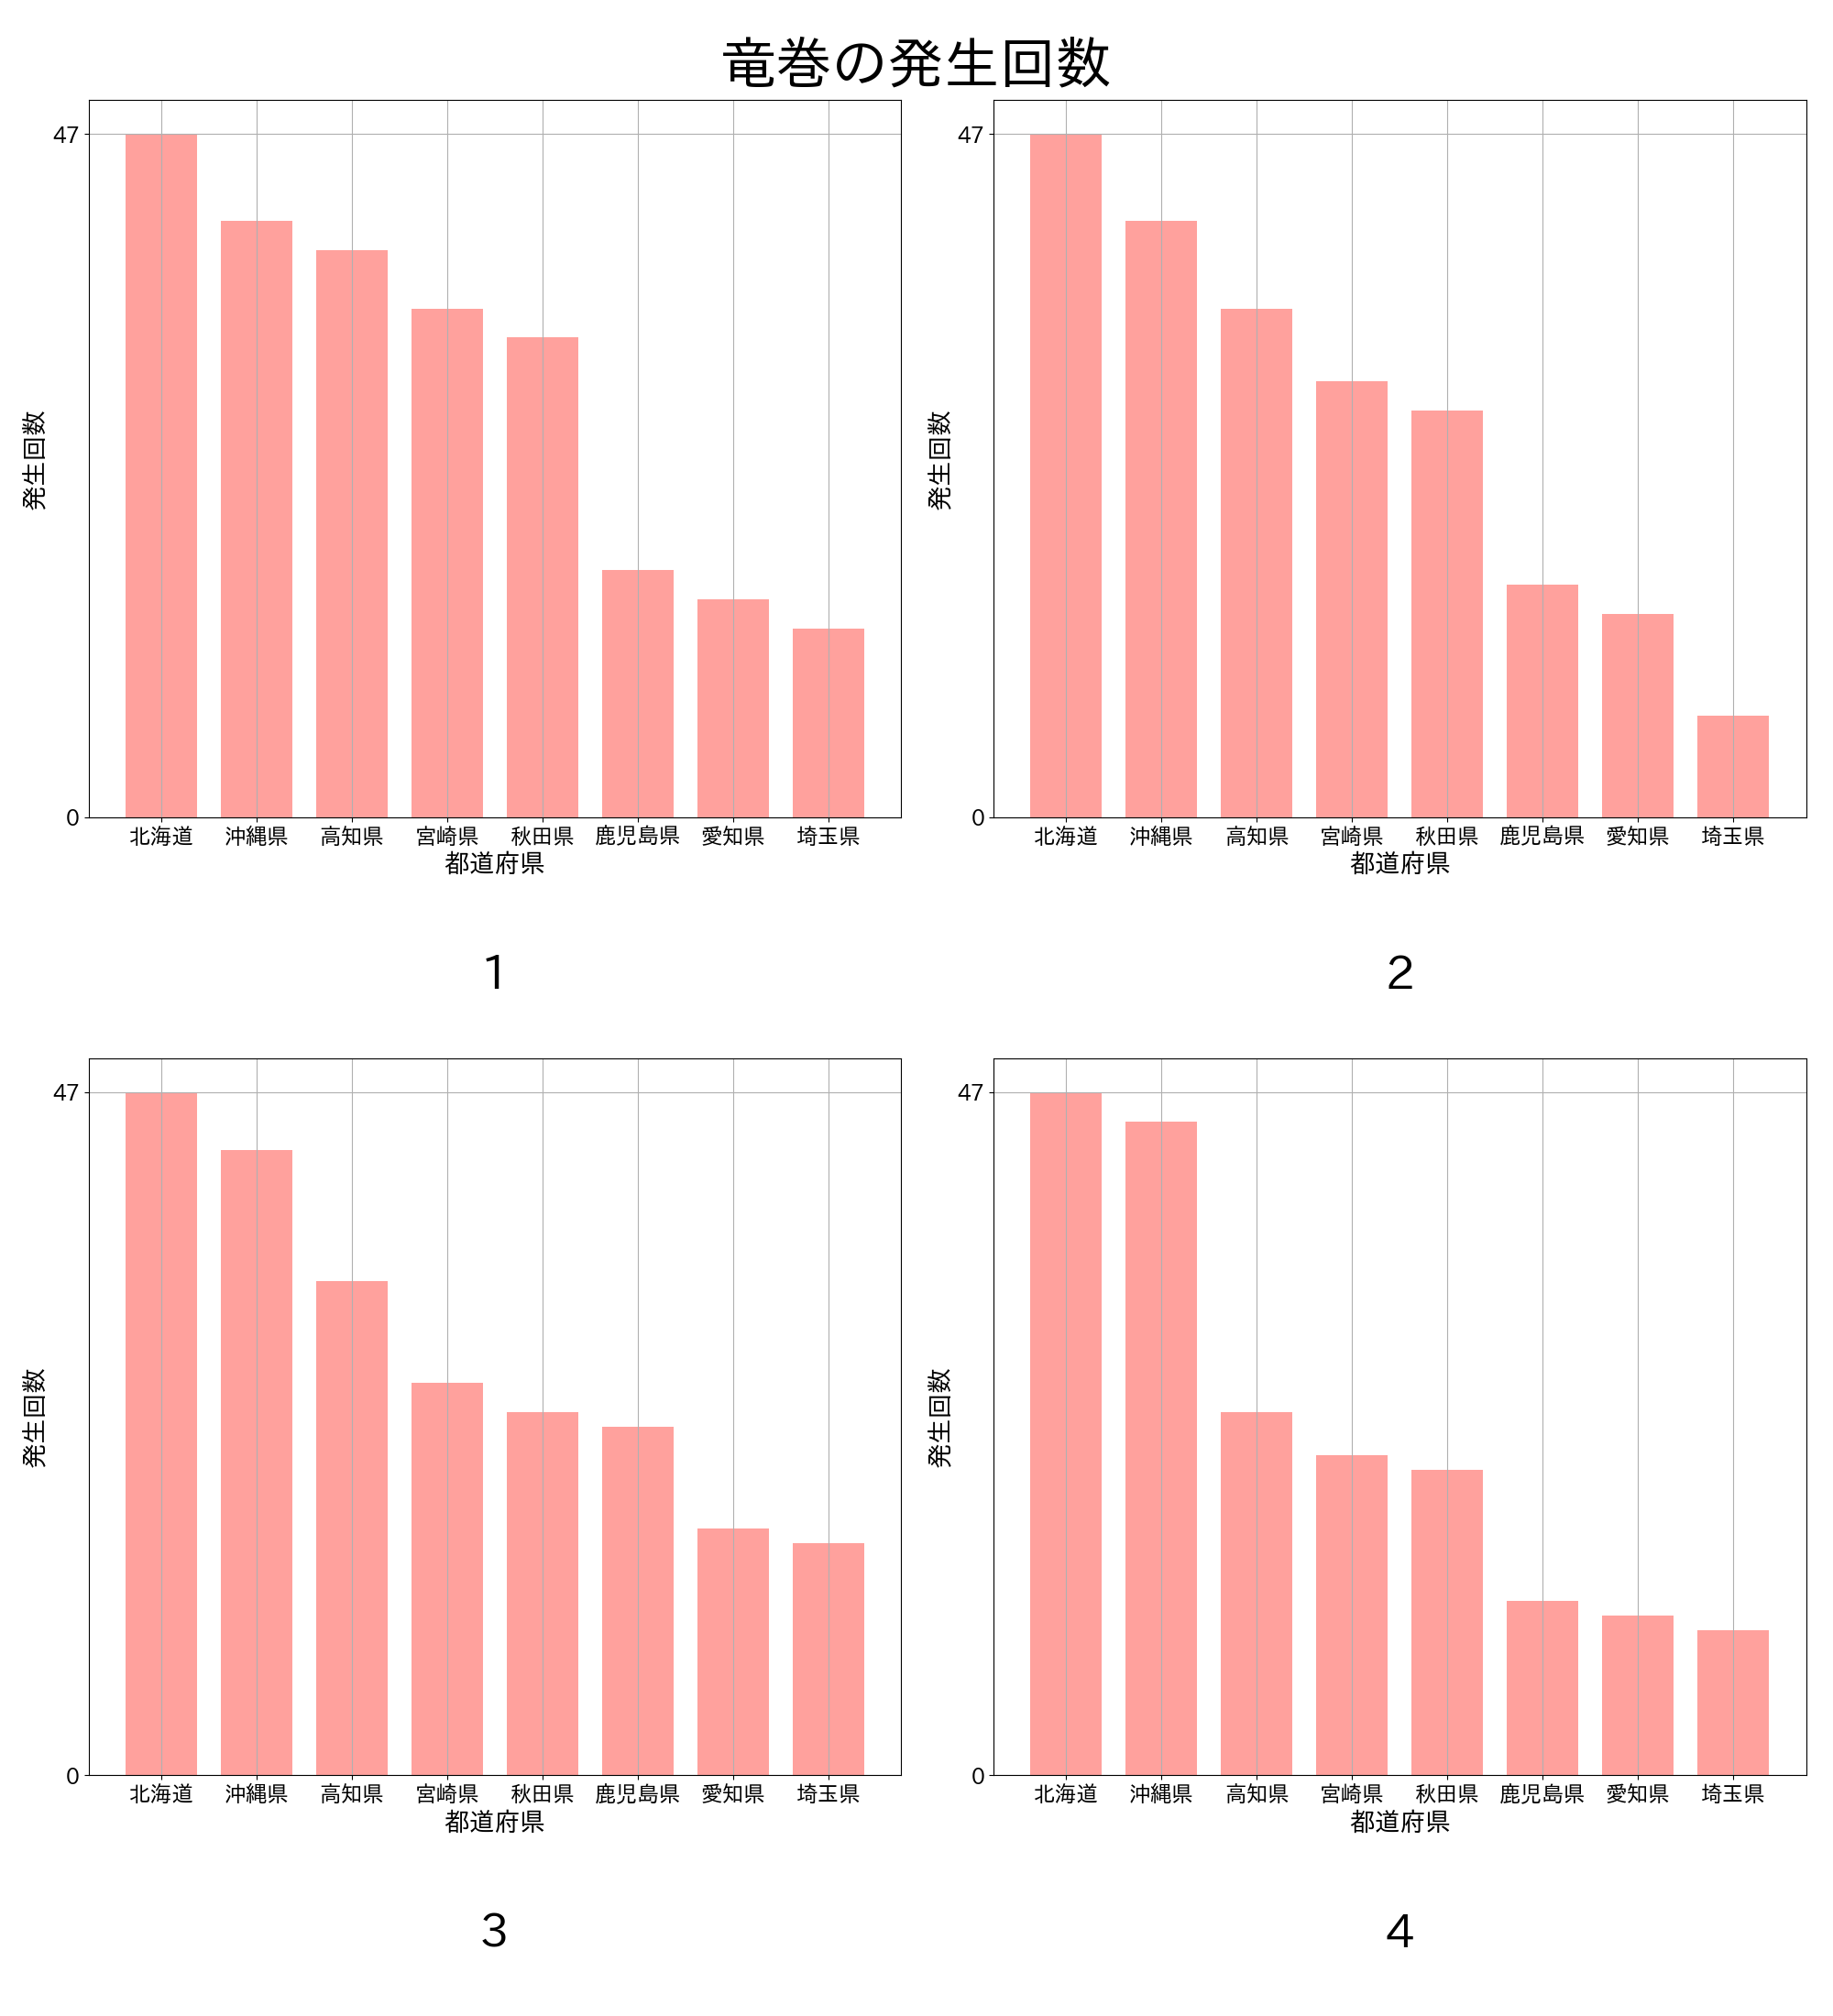 竜巻の発生回数
47
0
発生回数
北海道 沖縄県 高知県 宮崎県 秋田県 鹿児島県 愛知県 埼玉県
都道府県
1
47
0
発生回数
北海道 沖縄県 高知県 宮崎県 秋田県 鹿児島県 愛知県 埼玉県
都道府県
2
47
0
発生回数
北海道 沖縄県 高知県 宮崎県 秋田県 鹿児島県 愛知県 埼玉県
都道府県
3
47
0
発生回数
北海道 沖縄県 高知県 宮崎県 秋田県 鹿児島県 愛知県 埼玉県
都道府県
4